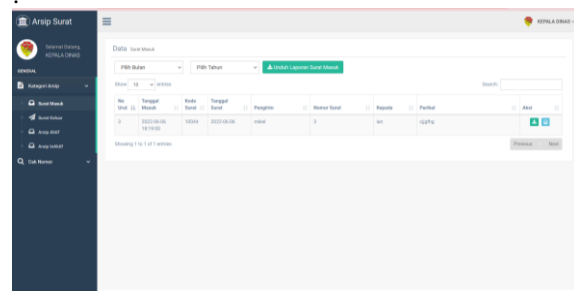 Arsip Surat
KEPALA DINAS
Selamat Datang,
KEPALA DINAS
GENERAL
Kategori Arsip
Surat Masuk
Surat Keluar
Arsip Aktif
Arsip Inaktif
Cek Nomor
Data Surat Masuk
Pilih Bulan
Pilih Tahun
Unduh Laporan Surat Masuk
Show 10 entries
Search:
No Urut
Tanggal Masuk
Kode Surat
Tanggal Surat
Pengirim
Nomor Surat
Kepada
Perihal
Aksi
3
2022-06-06
2022-06-06
3
Showing 1 to 1 of 1 entries
Previous
Next